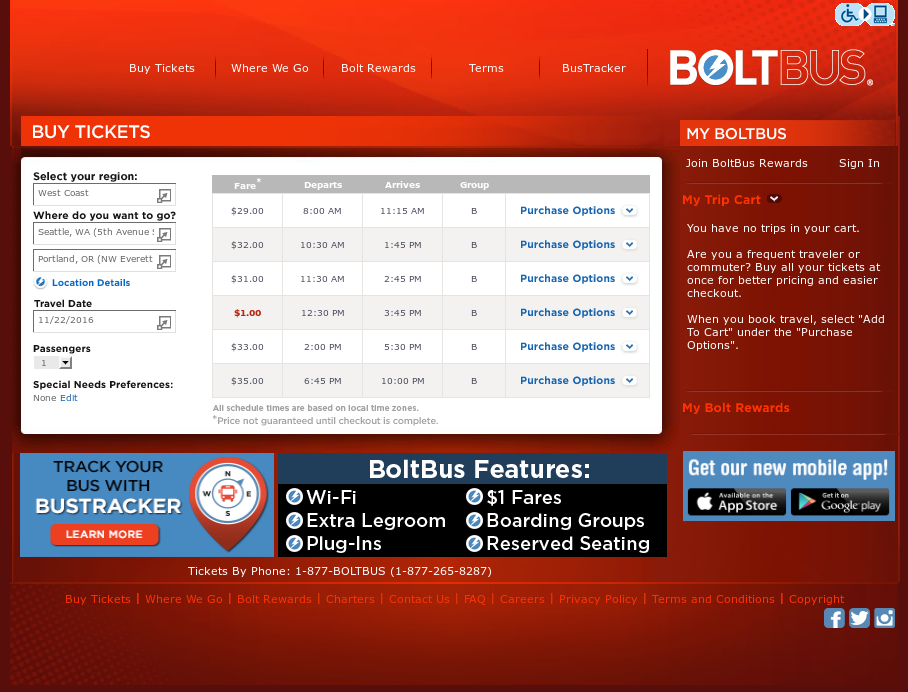 Buy Tickets
Where We Go
Bolt Rewards
Terms
BusTracker
BOLTBUS®
BUY TICKETS
MY BOLTBUS
Join BoltBus Rewards
Sign In
My Trip Cart
You have no trips in your cart.
Are you a frequent traveler or
commuter? Buy all your tickets at
once for better pricing and easier
checkout.
When you book travel, select "Add
To Cart" under the "Purchase
Options".
My Bolt Rewards
Select your region:
West Coast
Where do you want to go?
Seattle, WA (5th Avenue
Portland, OR (NW Everett
Location Details
Travel Date
11/22/2016
Passengers
1
Special Needs Preferences:
None Edit
Fare* Departs Arrives Group
$29.00 8:00 AM 11:15 AM B Purchase Options
$32.00 10:30 AM 1:45 PM B Purchase Options
$31.00 11:30 AM 2:45 PM B Purchase Options
$1.00 12:30 PM 3:45 PM B Purchase Options
$33.00 2:00 PM 5:30 PM B Purchase Options
$35.00 6:45 PM 10:00 PM B Purchase Options
All schedule times are based on local time zones.
*Price not guaranteed until checkout is complete.
TRACK YOUR
BUS WITH
BUSTRACKER
LEARN MORE
N
W E
S
BoltBus Features:
Wi-Fi $1 Fares
Extra Legroom Boarding Groups
Plug-Ins Reserved Seating
Get our new mobile app!
Available on the
App Store
Get it on
Google play
Tickets By Phone: 1-877-BOLTBUS (1-877-265-8287)
Buy Tickets | Where We Go | Bolt Rewards | Charters | Contact Us | FAQ | Careers | Privacy Policy | Terms and Conditions | Copyright